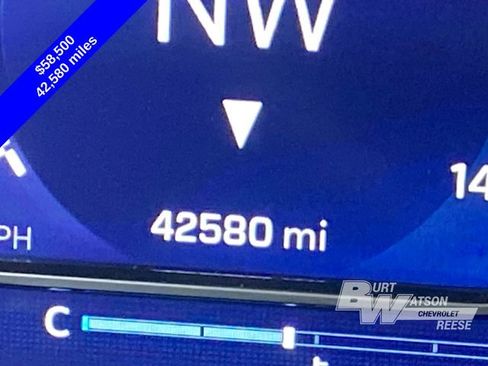 $58,500
42,580 miles
NW
14
PH
42580 mi
C
BURT
WATSON
CHEVROLET
REESE